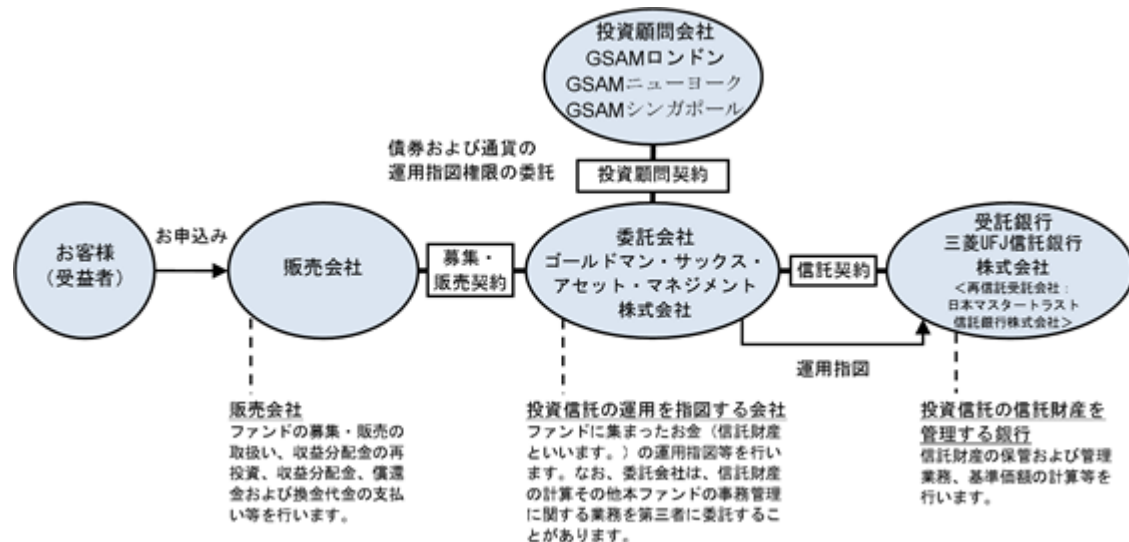 投資顧問会社
GSAMロンドン
GSAMニューヨーク
GSAMシンガポール
債券および通貨の
運用指図権限の委託
投資顧問契約
お客様
(受益者)
お申込み
販売会社
募集・
販売契約
委託会社
ゴールドマン・サックス・
アセット・マネジメント
株式会社
信託契約
受託銀行
三菱UFJ信託銀行
株式会社
<再信託受託会社:
日本マスタートラスト
信託銀行株式会社>
運用指図
販売会社
ファンドの募集・販売の
取扱い、収益分配金の再
投資、収益分配金、償還
金および換金代金の支払
い等を行います。
投資信託の運用を指図する会社
ファンドに集まったお金(信託財産
といいます。)の運用指図等を行い
ます。なお、委託会社は、信託財産
の計算その他本ファンドの事務管理
に関する業務を第三者に委託するこ
とがあります。
投資信託の信託財産を
管理する銀行
信託財産の保管および管理
業務、基準価額の計算等を
行います。